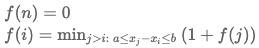 f(n) = 0
f(i) = min_{j>i: a≤x_j−x_i≤b} (1 + f(j))